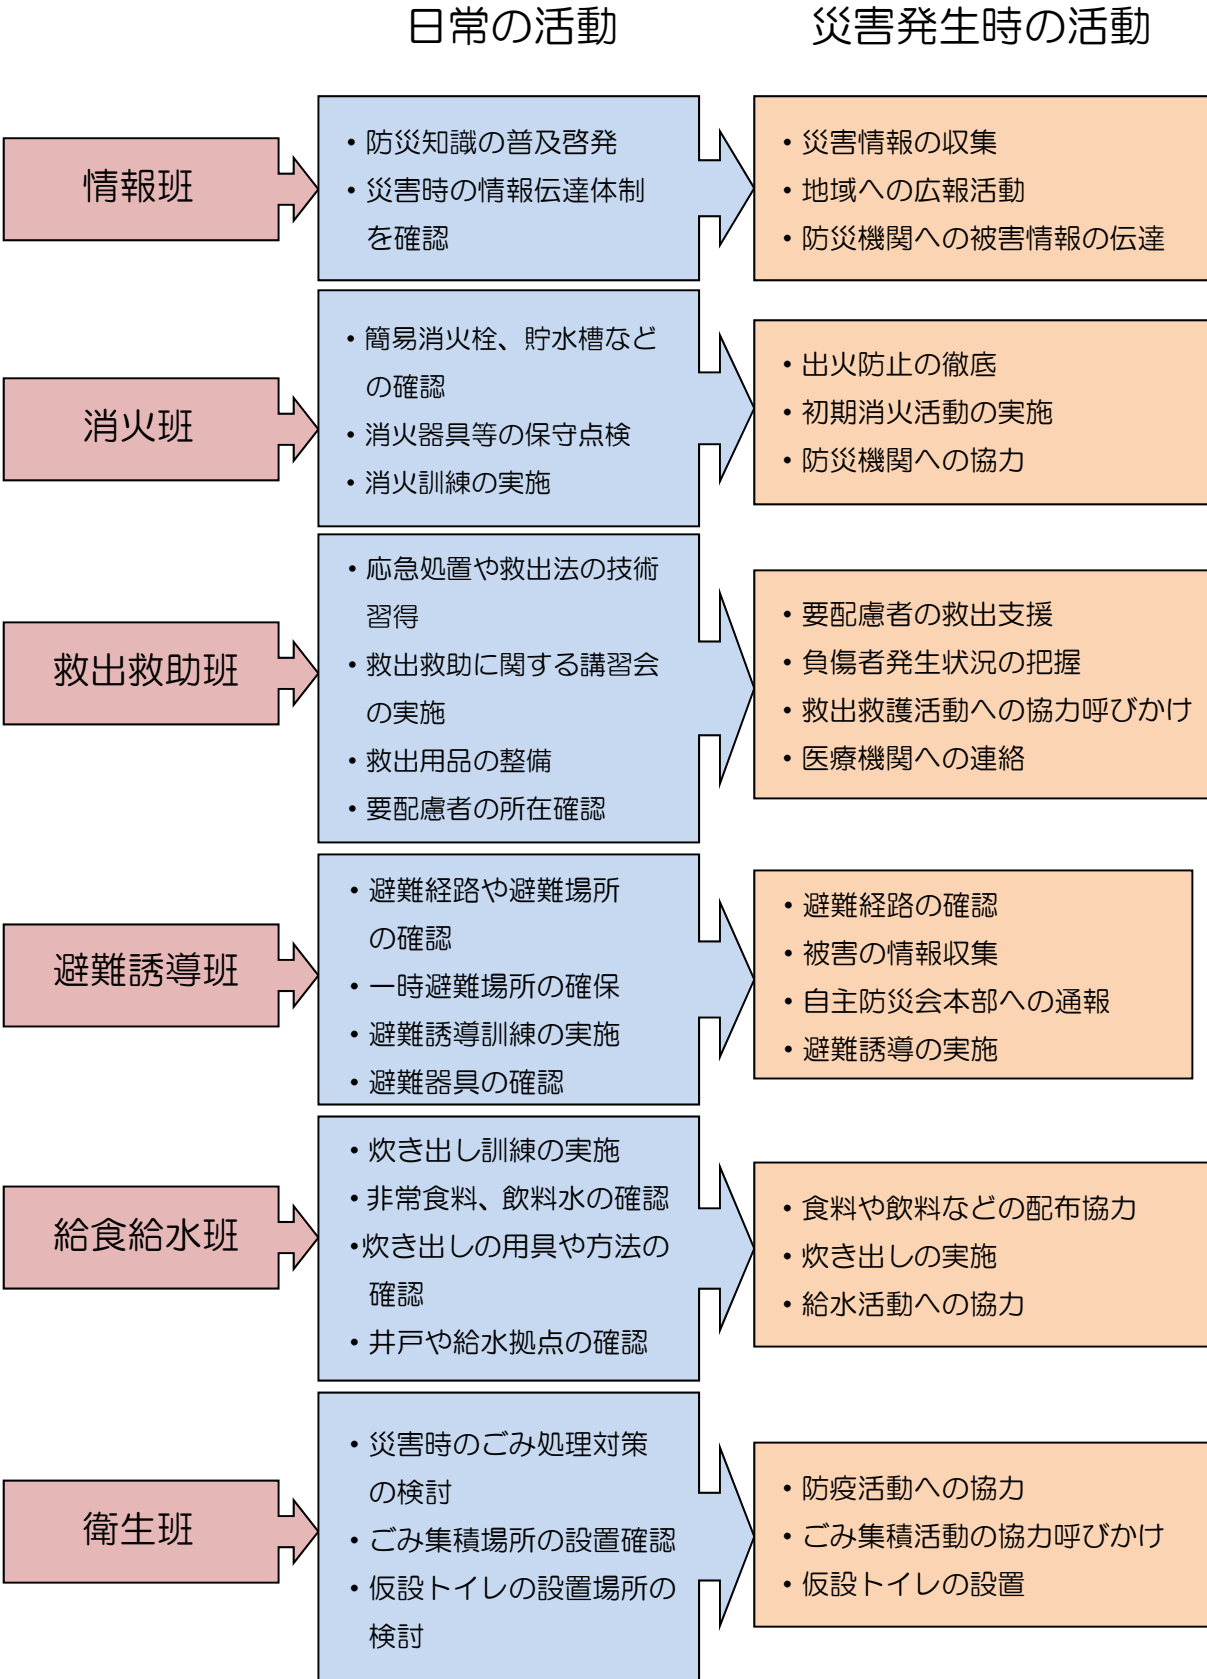 日常の活動
災害発生時の活動
情報班
・防災知識の普及啓発
・災害時の情報伝達体制
を確認
・災害情報の収集
・地域への広報活動
・防災機関への被害情報の伝達
消火班
・簡易消火栓、貯水槽など
の確認
・消火器具等の保守点検
・消火訓練の実施
・出火防止の徹底
・初期消火活動の実施
・防災機関への協力
救出救助班
・応急処置や救出法の技術
習得
・救出救助に関する講習会
の実施
・救出用品の整備
・要配慮者の所在確認
・要配慮者の救出支援
・負傷者発生状況の把握
・救出救護活動への協力呼びかけ
・医療機関への連絡
避難誘導班
・避難経路や避難場所
の確認
・一時避難場所の確保
・避難誘導訓練の実施
・避難器具の確認
・避難経路の確認
・被害の情報収集
・自主防災会本部への通報
・避難誘導の実施
給食給水班
・炊き出し訓練の実施
・非常食料、飲料水の確認
・炊き出しの用具や方法の
確認
・井戸や給水拠点の確認
・食料や飲料などの配布協力
・炊き出しの実施
・給水活動への協力
衛生班
・災害時のごみ処理対策
の検討
・ごみ集積場所の設置確認
・仮設トイレの設置場所の
検討
・防疫活動への協力
・ごみ集積活動の協力呼びかけ
・仮設トイレの設置